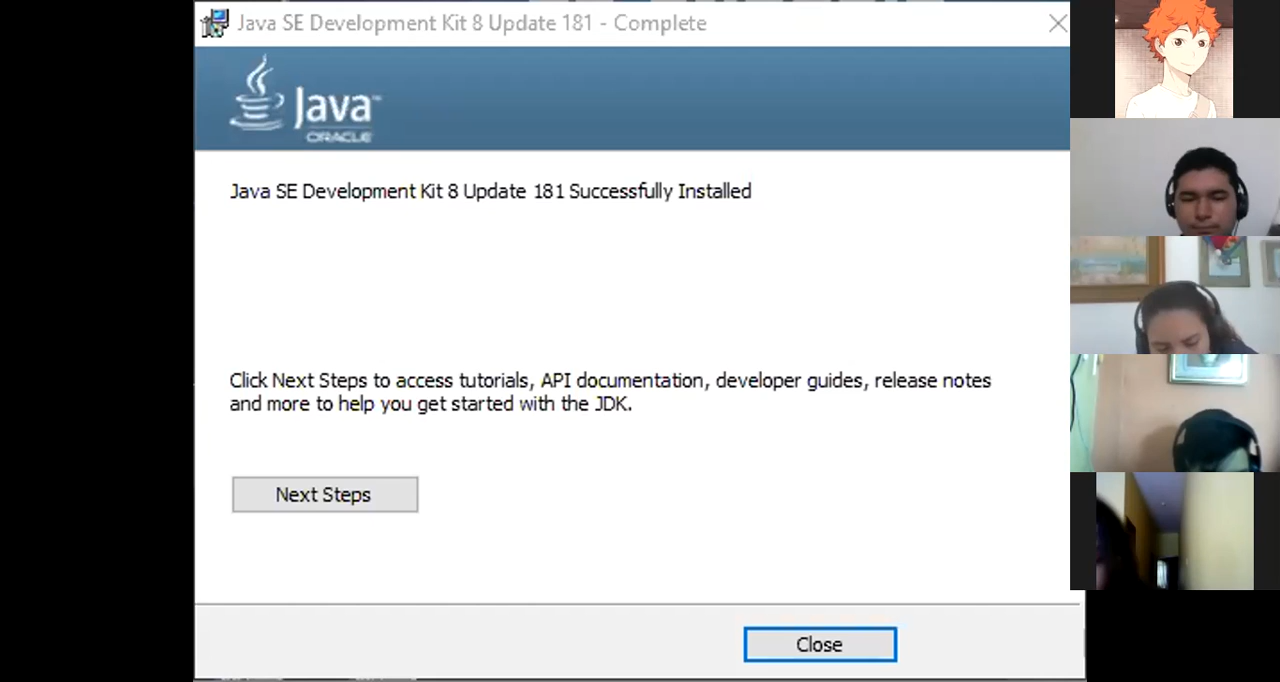 Java SE Development Kit 8 Update 181 - Complete
Java™
ORACLE
Java SE Development Kit 8 Update 181 Successfully Installed
Click Next Steps to access tutorials, API documentation, developer guides, release notes
and more to help you get started with the JDK.
Next Steps
Close